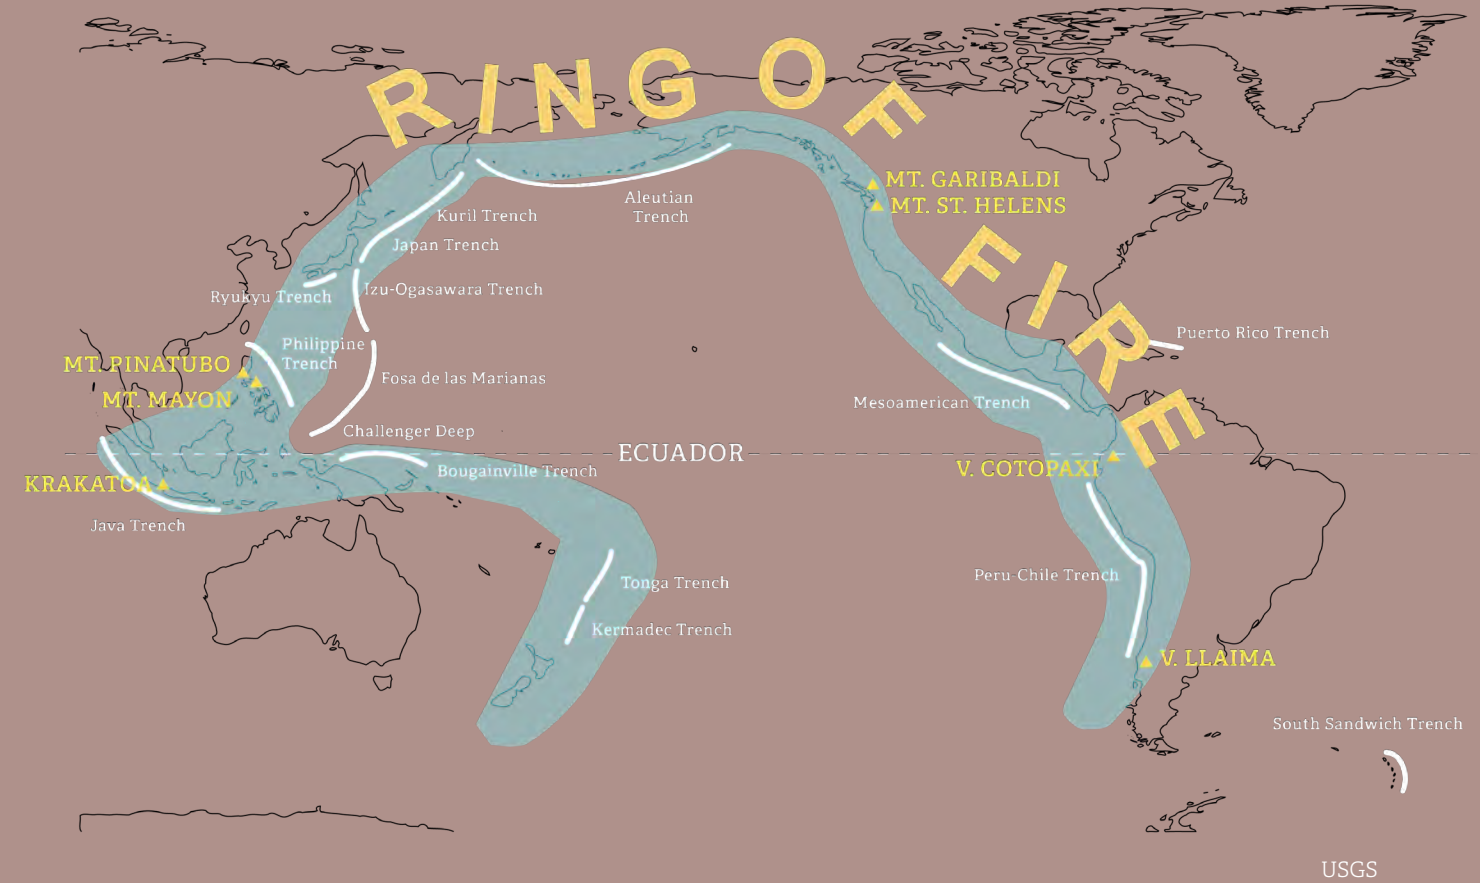 RING OF FIRE
MT. GARIBALDI
MT. ST. HELENS
Aleutian
Trench
Kuril Trench
Japan Trench
Izu-Ogasawara Trench
Ryukyu Trench
Puerto Rico Trench
Philippine
Trench
MT. PINATUBO
Fosa de las Marianas
MT. MAYON
Mesoamerican Trench
Challenger Deep
ECUADOR
Bougainville Trench
V. COTOPAXI
KRAKATOA
Java Trench
Peru-Chile Trench
Tonga Trench
Kermadec Trench
V. LLAIMA
South Sandwich Trench
USGS